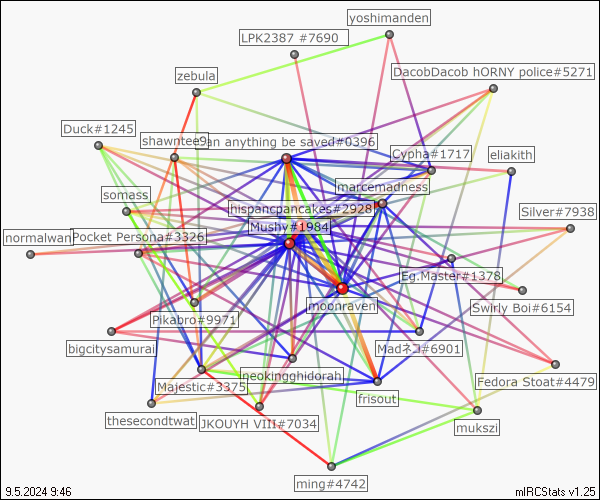 yoshimanden
LPK2387 #7690
DacobDacob hORNY police#5271
zebula
Duck#1245
shawntee9
an anything be saved#0396
Cypha#1717
eliakith
marcemadness
somass
hispancpancakes#2928
Silver#7938
Mushy#1984
normalwan
Pocket Persona#3326
Eg.Master#1378
moonraven
Swirly Boi#6154
Pikabro#9971
bigcitysamurai
Madネコ#6901
neokingghidorah
Majestic#3375
Fedora Stoat#4479
frisout
thesecondtwat
JKOUYH VIII#7034
mukszi
ming#4742
9.5.2024 9:46
mIRCStats v1.25